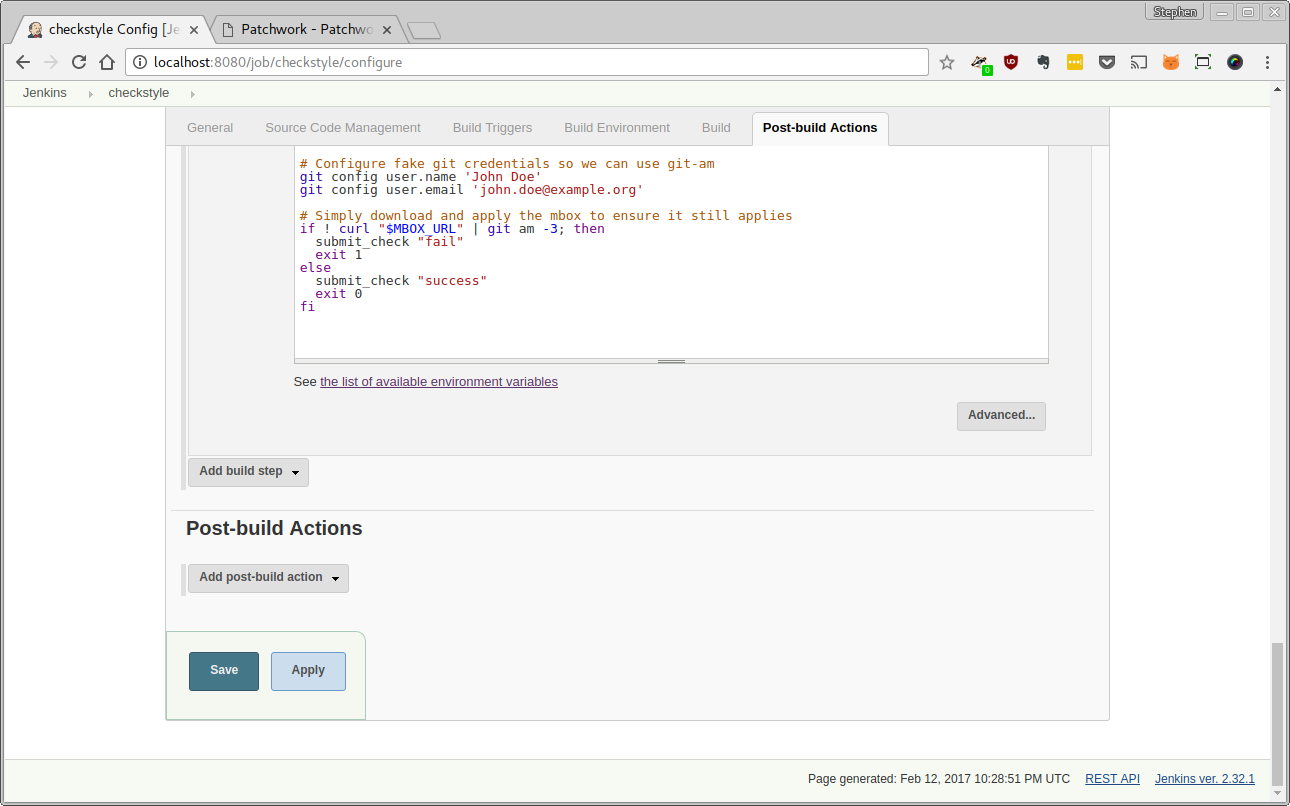 Stephen
checkstyle Config [Je
Patchwork - Patchwo
localhost:8080/job/checkstyle/configure
0
Jenkins
checkstyle
General
Source Code Management
Build Triggers
Build Environment
Build
Post-build Actions
# Configure fake git credentials so we can use git-am
git config user.name 'John Doe'
git config user.email 'john.doe@example.org'
# Simply download and apply the mbox to ensure it still applies
if ! curl "$MBOX_URL" | git am -3; then
  submit_check "fail"
  exit 1
else
  submit_check "success"
  exit 0
fi
See the list of available environment variables
Advanced...
Add build step
Post-build Actions
Add post-build action
Save
Apply
Page generated: Feb 12, 2017 10:28:51 PM UTC
REST API
Jenkins ver. 2.32.1